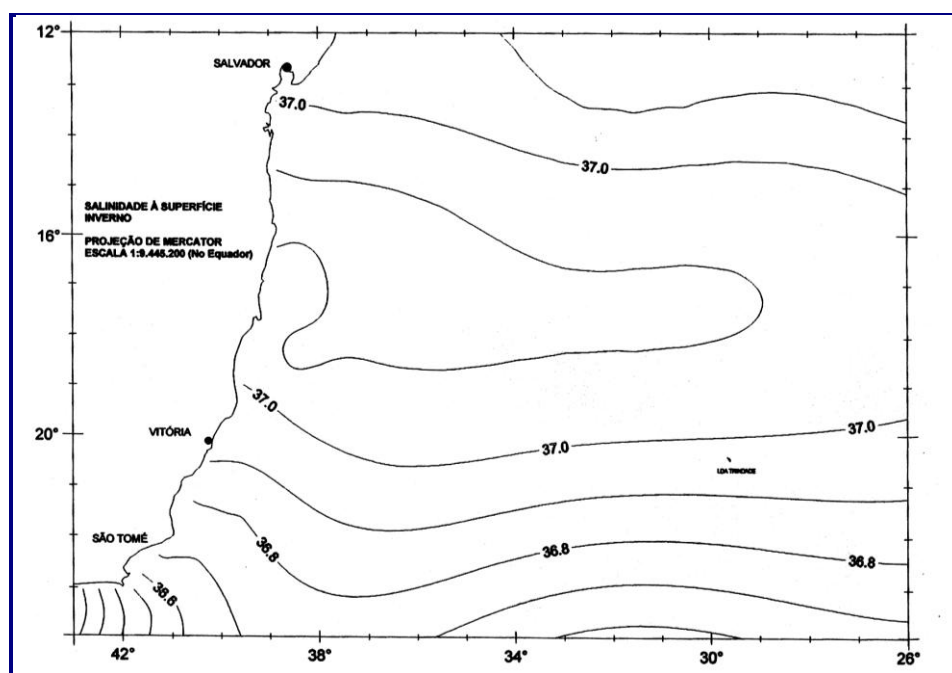 12°
SALVADOR
37.0
37.0
SALINIDADE À SUPERFÍCIE
INVERNO
16°
PROJEÇÃO DE MERCATOR
ESCALA 1:9.445.200 (No Equador)
37.0
VITÓRIA
20°
37.0
37.0
TRINDADE
SÃO TOMÉ
36.8
36.8
36.8
42°
38°
34°
30°
26°